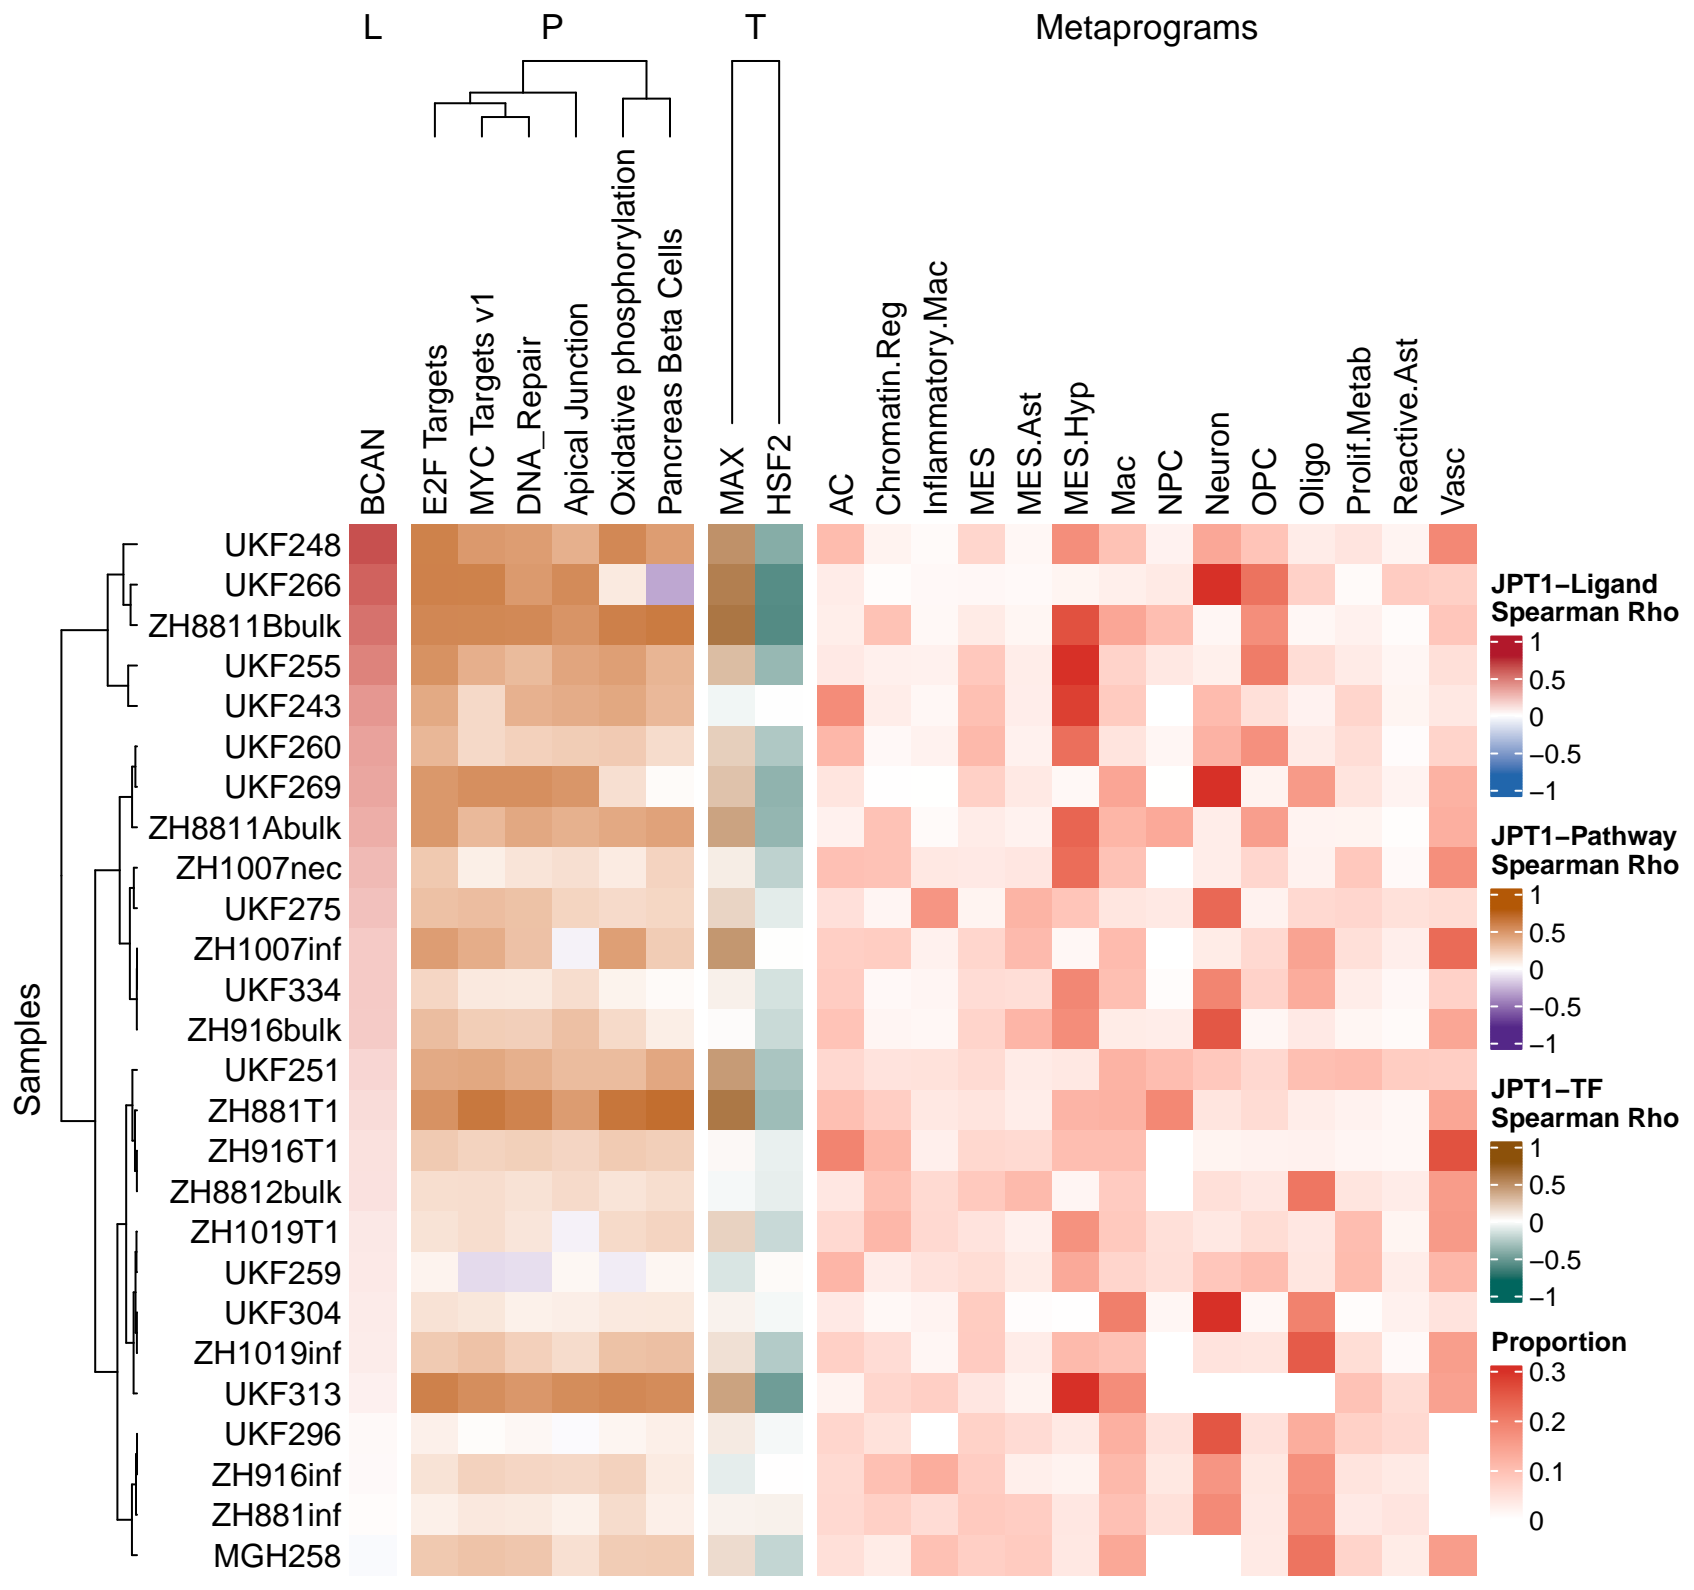 L
P
T
Metaprograms
BCAN
E2F Targets
MYC Targets v1
DNA_Repair
Apical Junction
Oxidative phosphorylation
Pancreas Beta Cells
MAX
HSF2
AC
Chromatin.Reg
Inflammatory.Mac
MES
MES.Ast
MES.Hyp
Mac
NPC
Neuron
OPC
Oligo
Prolif.Metab
Reactive.Ast
Vasc
Samples
UKF248
UKF266
ZH8811Bbulk
UKF255
UKF243
UKF260
UKF269
ZH8811Abulk
ZH1007nec
UKF275
ZH1007inf
UKF334
ZH916bulk
UKF251
ZH881T1
ZH916T1
ZH8812bulk
ZH1019T1
UKF259
UKF304
ZH1019inf
UKF313
UKF296
ZH916inf
ZH881inf
MGH258
JPT1−Ligand
Spearman Rho
1
0.5
0
−0.5
−1
JPT1−Pathway
Spearman Rho
1
0.5
0
−0.5
−1
JPT1−TF
Spearman Rho
1
0.5
0
−0.5
−1
Proportion
0.3
0.2
0.1
0